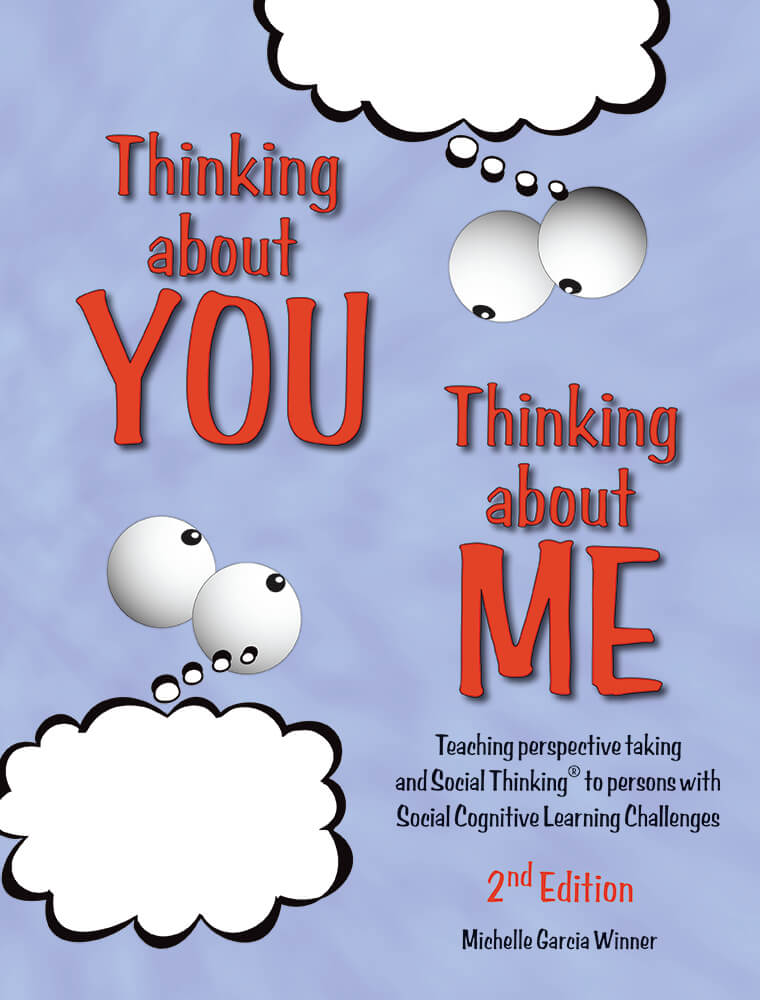 Thinking
about
YOU
Thinking
about
ME
Teaching perspective taking
and Social Thinking® to persons with
Social Cognitive Learning Challenges
2nd Edition
Michelle Garcia Winner